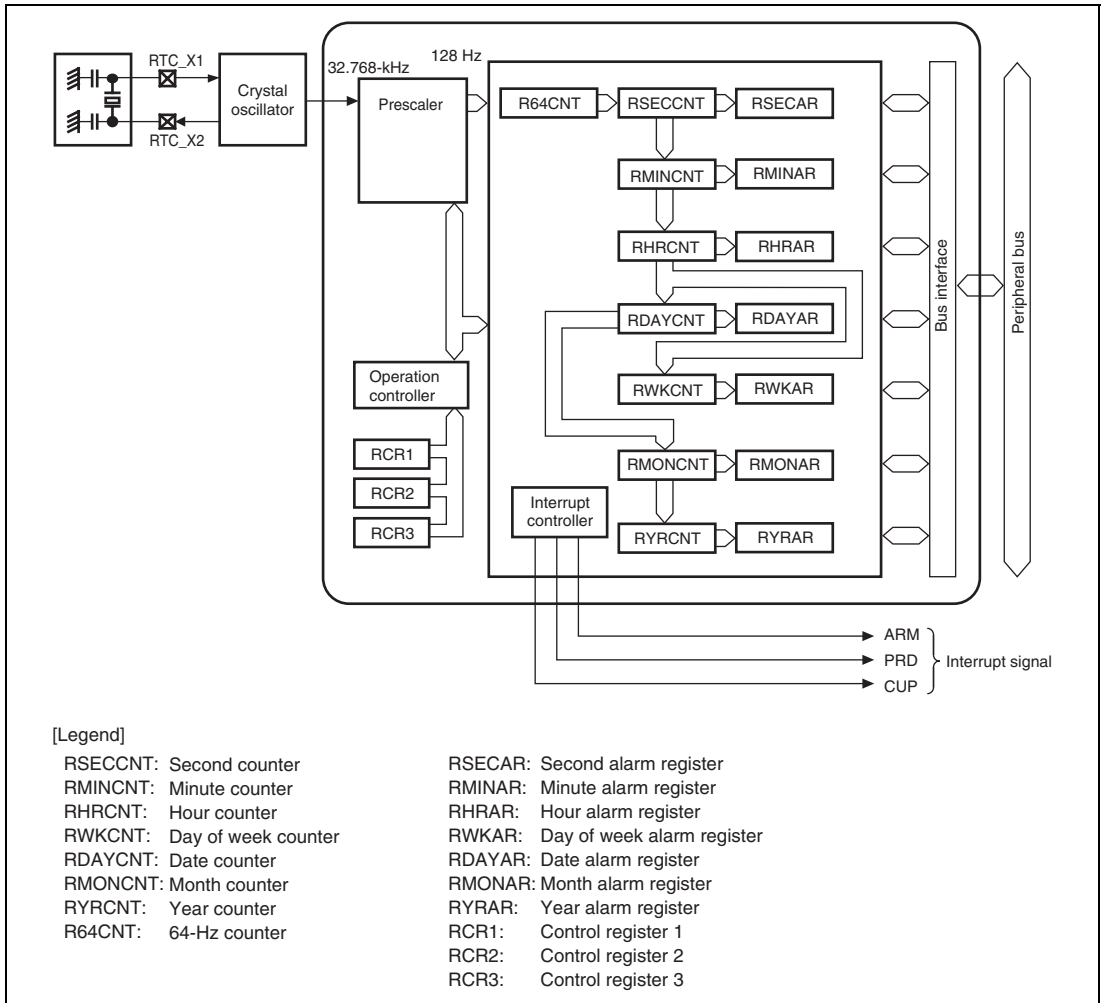 RTC_X1
RTC_X2
Crystal
oscillator
32.768-kHz
128 Hz
Prescaler
R64CNT
RSECCNT
RSECAR
RMINCNT
RMINAR
RHRCNT
RHRAR
RDAYCNT
RDAYAR
RWKCNT
RWKAR
RMONCNT
RMONAR
RYRCNT
RYRAR
Operation
controller
RCR1
RCR2
RCR3
Interrupt
controller
Bus interface
Peripheral bus
ARM
PRD
CUP
Interrupt signal
[Legend]
RSECCNT: Second counter
RMINCNT: Minute counter
RHRCNT: Hour counter
RWKCNT: Day of week counter
RDAYCNT: Date counter
RMONCNT: Month counter
RYRCNT: Year counter
R64CNT: 64-Hz counter
RSECAR: Second alarm register
RMINAR: Minute alarm register
RHRAR: Hour alarm register
RWKAR: Day of week alarm register
RDAYAR: Date alarm register
RMONAR: Month alarm register
RYRAR: Year alarm register
RCR1: Control register 1
RCR2: Control register 2
RCR3: Control register 3